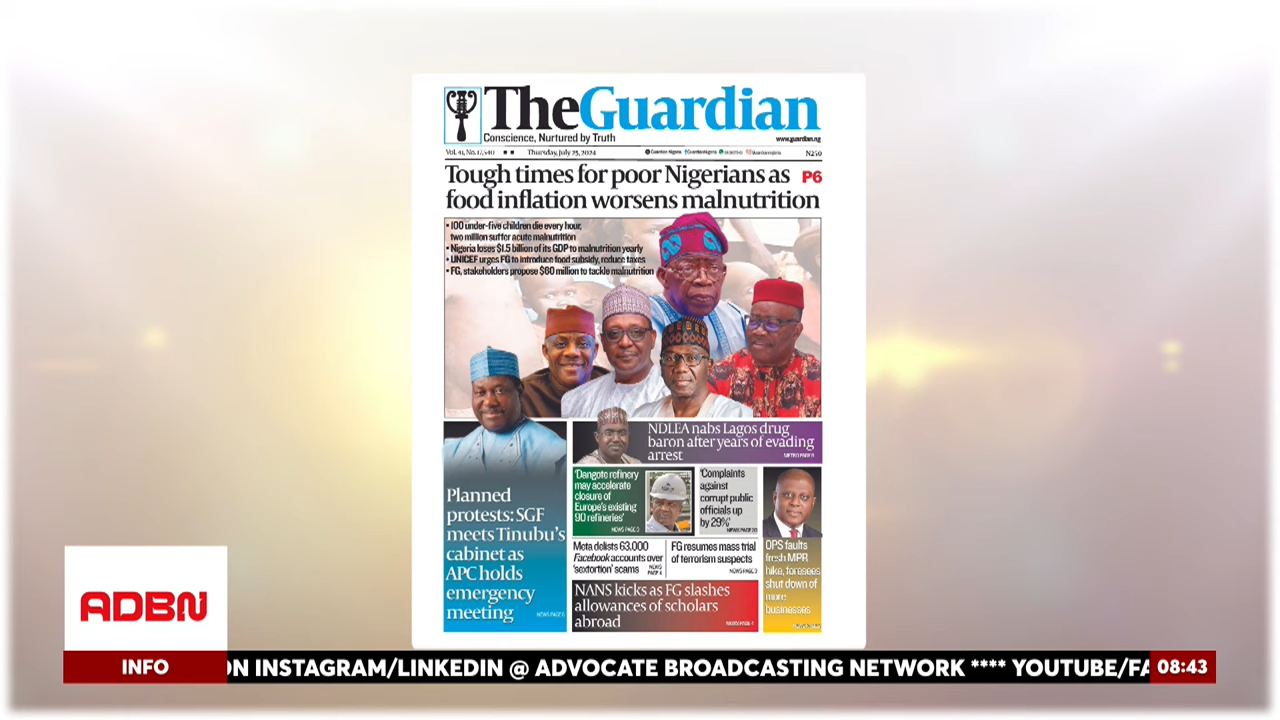 TheGuardian
Conscience, Nurtured by Truth
www.guardian.ng
Thursday, July 25, 2024
N250
Tough times for poor Nigerians as P6
food inflation worsens malnutrition
• 100 under-five children die every hour,
two million suffer acute malnutrition
• Nigeria loses $1.5 billion of its GDP to malnutrition yearly
• UNICEF urges FG to introduce food subsidy, reduce taxes
• FG, stakeholders propose $60 million to tackle malnutrition
NDLEA nabs Lagos drug
baron after years of evading
arrest
Planned
protests: SGF
meets Tinubu's
cabinet as
APC holds
emergency
meeting
'Dangote refinery
may accelerate
closure of
Europe's existing
90 refineries'
'Complaints
against
corrupt public
officials up
by 29%'
Meta delists 63,000
Facebook accounts over
'sextortion' scams
FG resumes mass trial
of terrorism suspects
OPS faults
fresh MPR
hike, foresees
shut down of
more
businesses
NANS kicks as FG slashes
allowances of scholars
abroad
ADBN
INFO
ON INSTAGRAM/LINKEDIN @ ADVOCATE BROADCASTING NETWORK **** YOUTUBE/FA
08:43